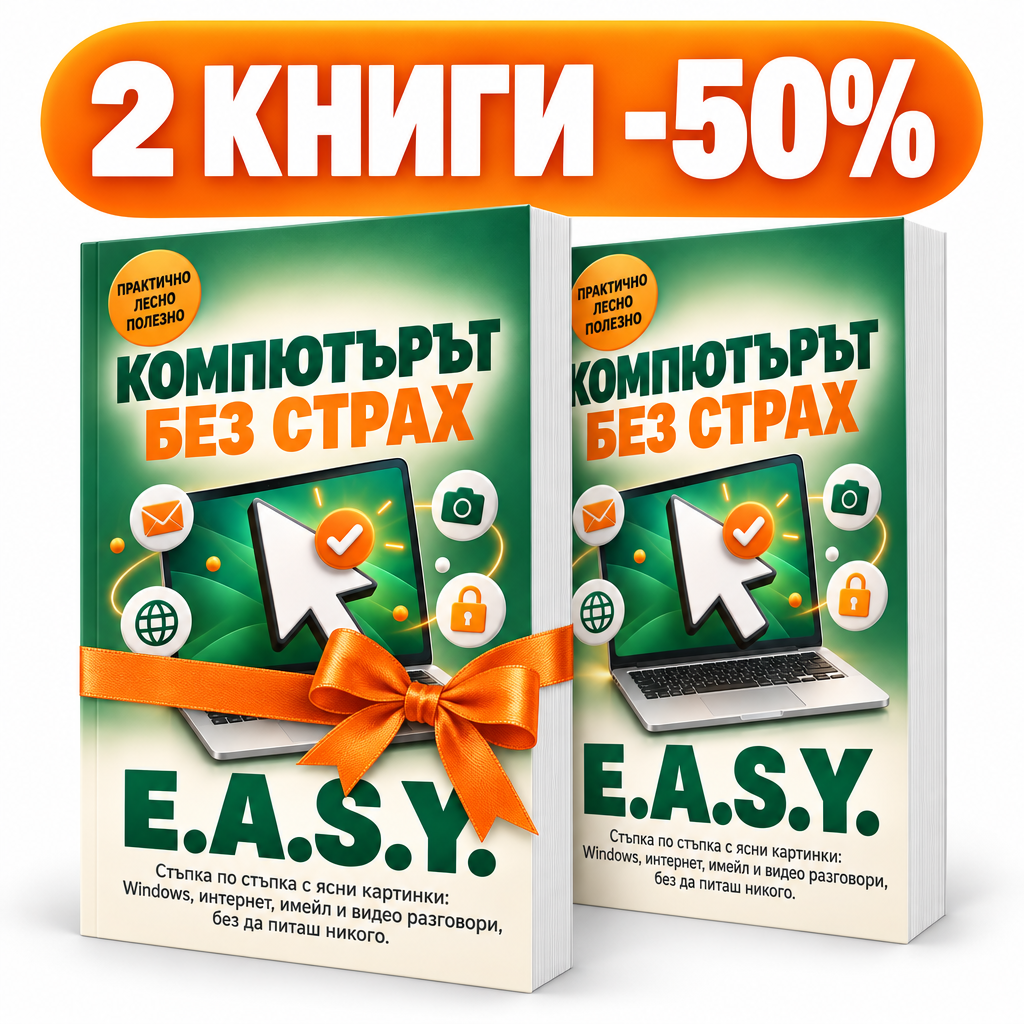 2 КНИГИ -50%
ПРАКТИЧНО
ЛЕСНО
ПОЛЕЗНО
КОМПЮТЪРЪТ
БЕЗ СТРАХ
E.A.S.Y.
Стъпка по стъпка с ясни картинки:
Windows, интернет, имейл и видео разговори,
без да питаш никого.
ПРАКТИЧНО
ЛЕСНО
ПОЛЕЗНО
КОМПЮТЪРЪТ
БЕЗ СТРАХ
E.A.S.Y.
Стъпка по стъпка с ясни картинки:
Windows, интернет, имейл и видео разговори,
без да питаш никого.